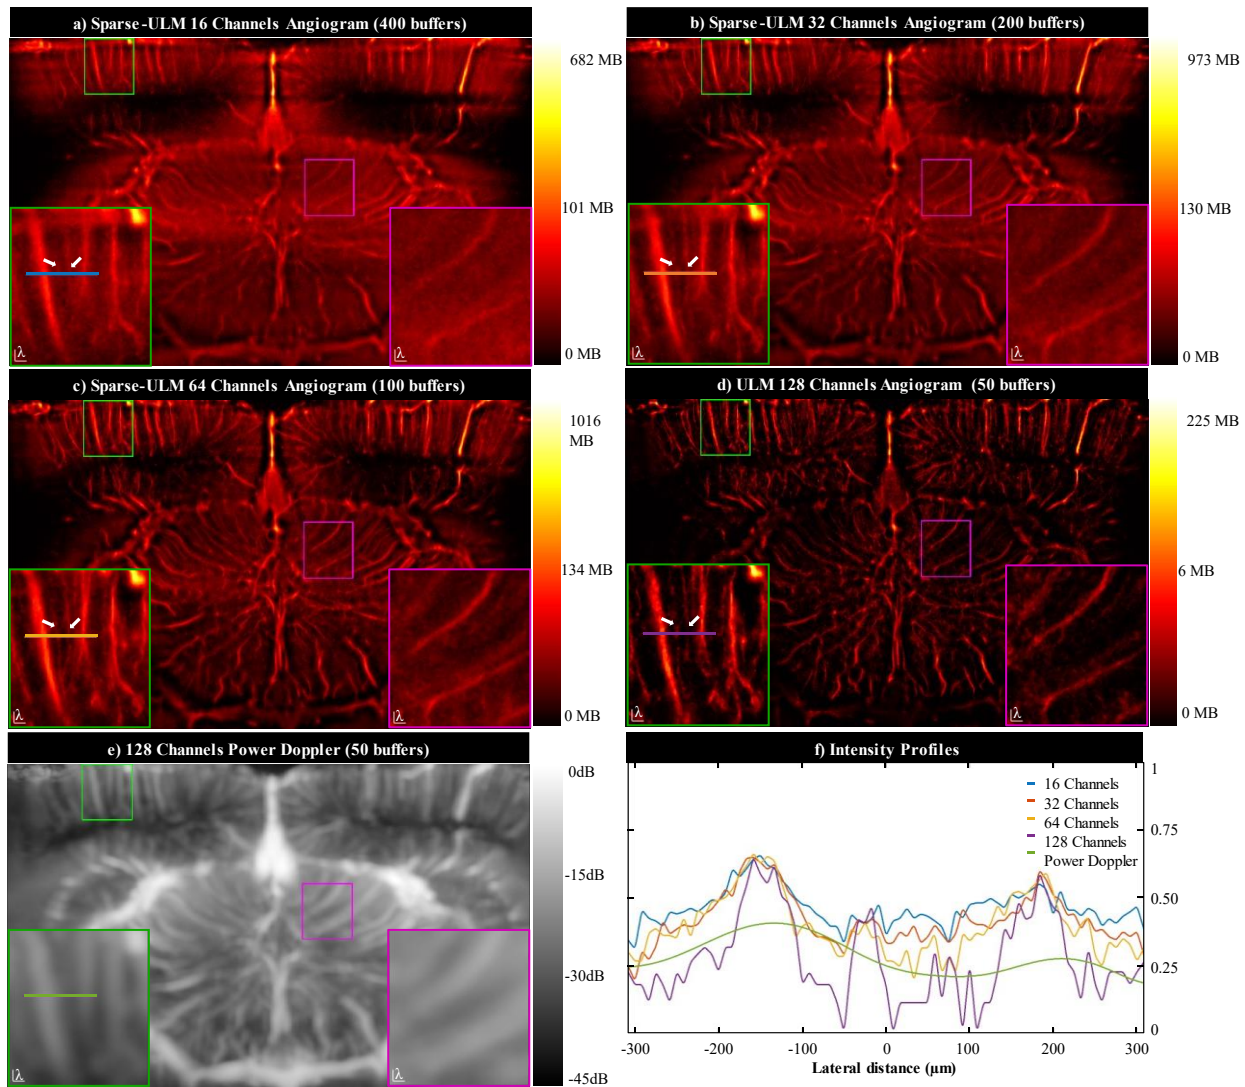 a) Sparse-ULM 16 Channels Angiogram (400 buffers)
682 MB
101 MB
0 MB
λ
λ
b) Sparse-ULM 32 Channels Angiogram (200 buffers)
973 MB
130 MB
0 MB
λ
λ
c) Sparse-ULM 64 Channels Angiogram (100 buffers)
1016
MB
134 MB
0 MB
λ
λ
d) ULM 128 Channels Angiogram (50 buffers)
225 MB
6 MB
0 MB
λ
λ
e) 128 Channels Power Doppler (50 buffers)
0dB
-15dB
-30dB
-45dB
λ
λ
f) Intensity Profiles
16 Channels
32 Channels
64 Channels
128 Channels
Power Doppler
1
0.75
0.50
0.25
0
-300 -200 -100 0 100 200 300
Lateral distance (µm)